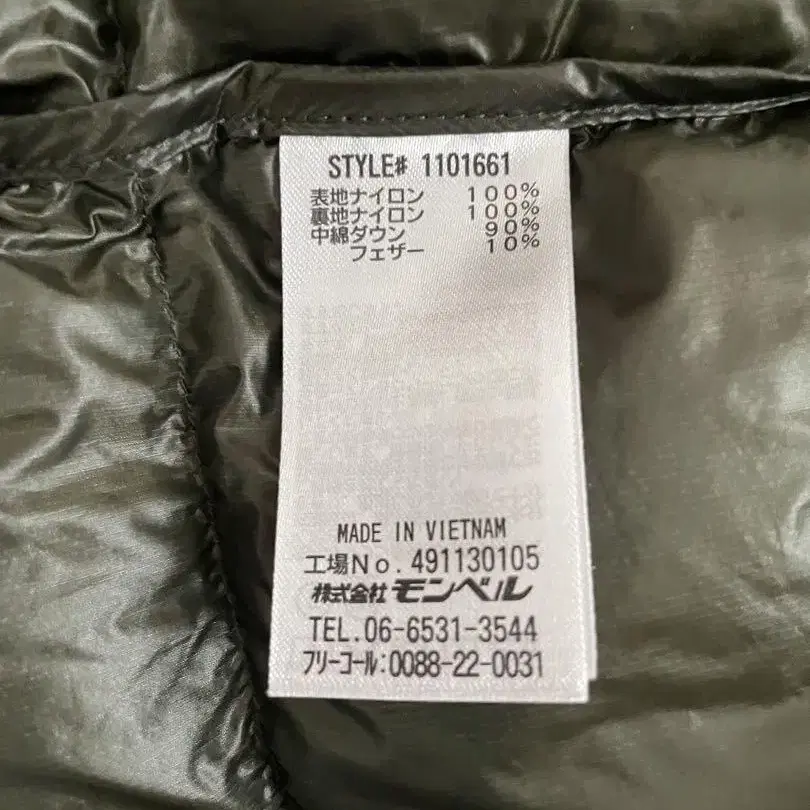 STYLE# 1101661
表地ナイロン 100%
裏地ナイロン 100%
中綿ダウン 90%
フェザー 10%
MADE IN VIETNAM
工場No. 491130105
株式会社 モンベル
TEL.06-6531-3544
フリーコール:0088-22-0031